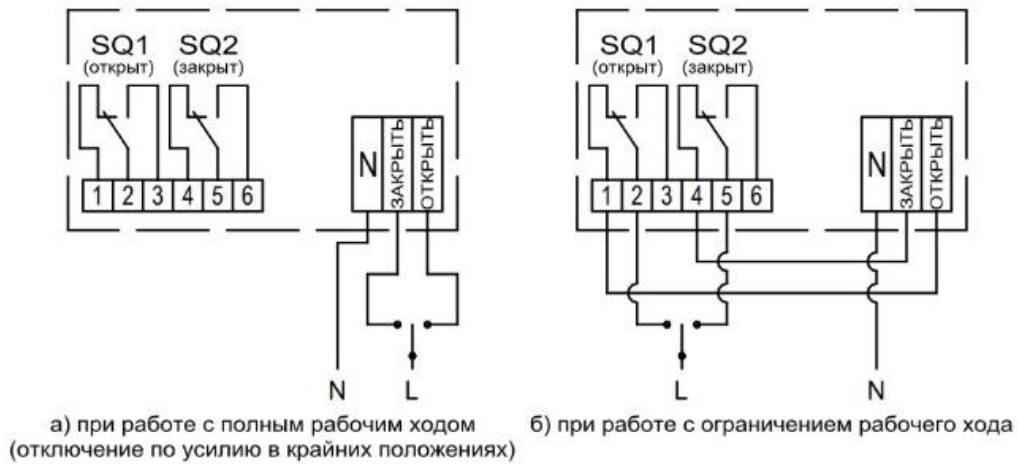 SQ1 SQ2
(открыт) (закрыт)
1 2 3 4 5 6
N ЗАКРЫТЬ ОТКРЫТЬ
N L
а) при работе с полным рабочим ходом
(отключение по усилию в крайних положениях)
SQ1 SQ2
(открыт) (закрыт)
1 2 3 4 5 6
N ЗАКРЫТЬ ОТКРЫТЬ
L N
б) при работе с ограничением рабочего хода